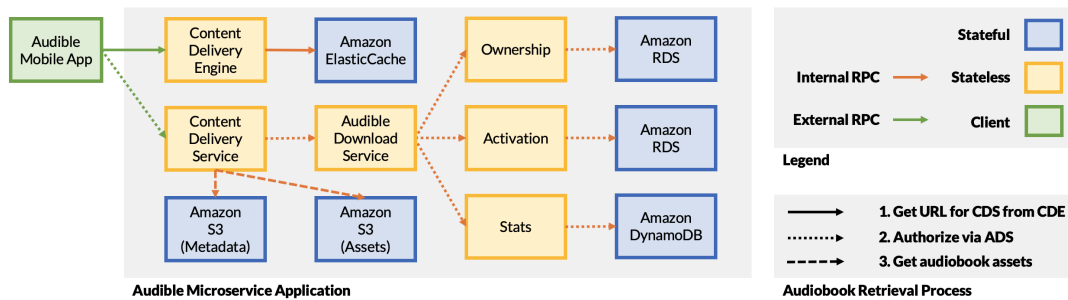 Audible
Mobile App
Content
Delivery
Engine
Amazon
ElasticCache
Ownership
Amazon
RDS
Content
Delivery
Service
Audible
Download
Service
Activation
Amazon
RDS
Amazon
S3
(Metadata)
Amazon
S3
(Assets)
Stats
Amazon
DynamoDB
Audible Microservice Application
Stateful
Internal RPC
Stateless
External RPC
Client
Legend
1. Get URL for CDS from CDE
2. Authorize via ADS
3. Get audiobook assets
Audiobook Retrieval Process